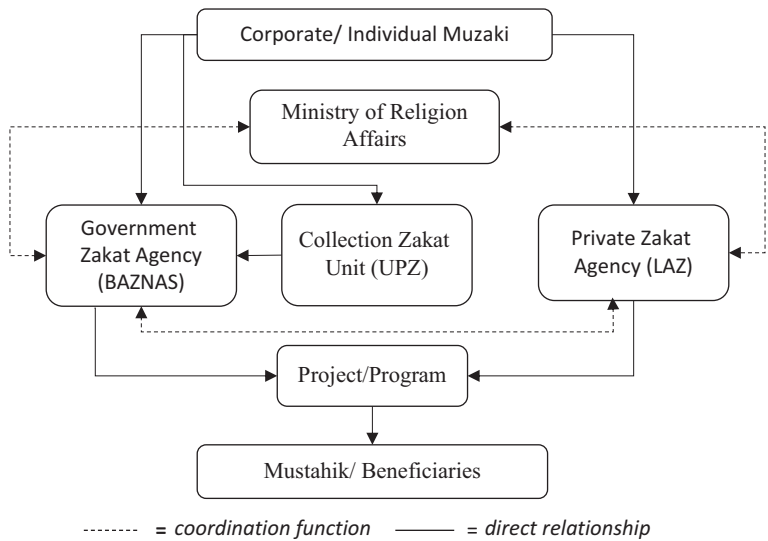 Corporate/ Individual Muzaki
Ministry of Religion
Affairs
Government
Zakat Agency
(BAZNAS)
Collection Zakat
Unit (UPZ)
Private Zakat
Agency (LAZ)
Project/Program
Mustahik/ Beneficiaries
= coordination function = direct relationship